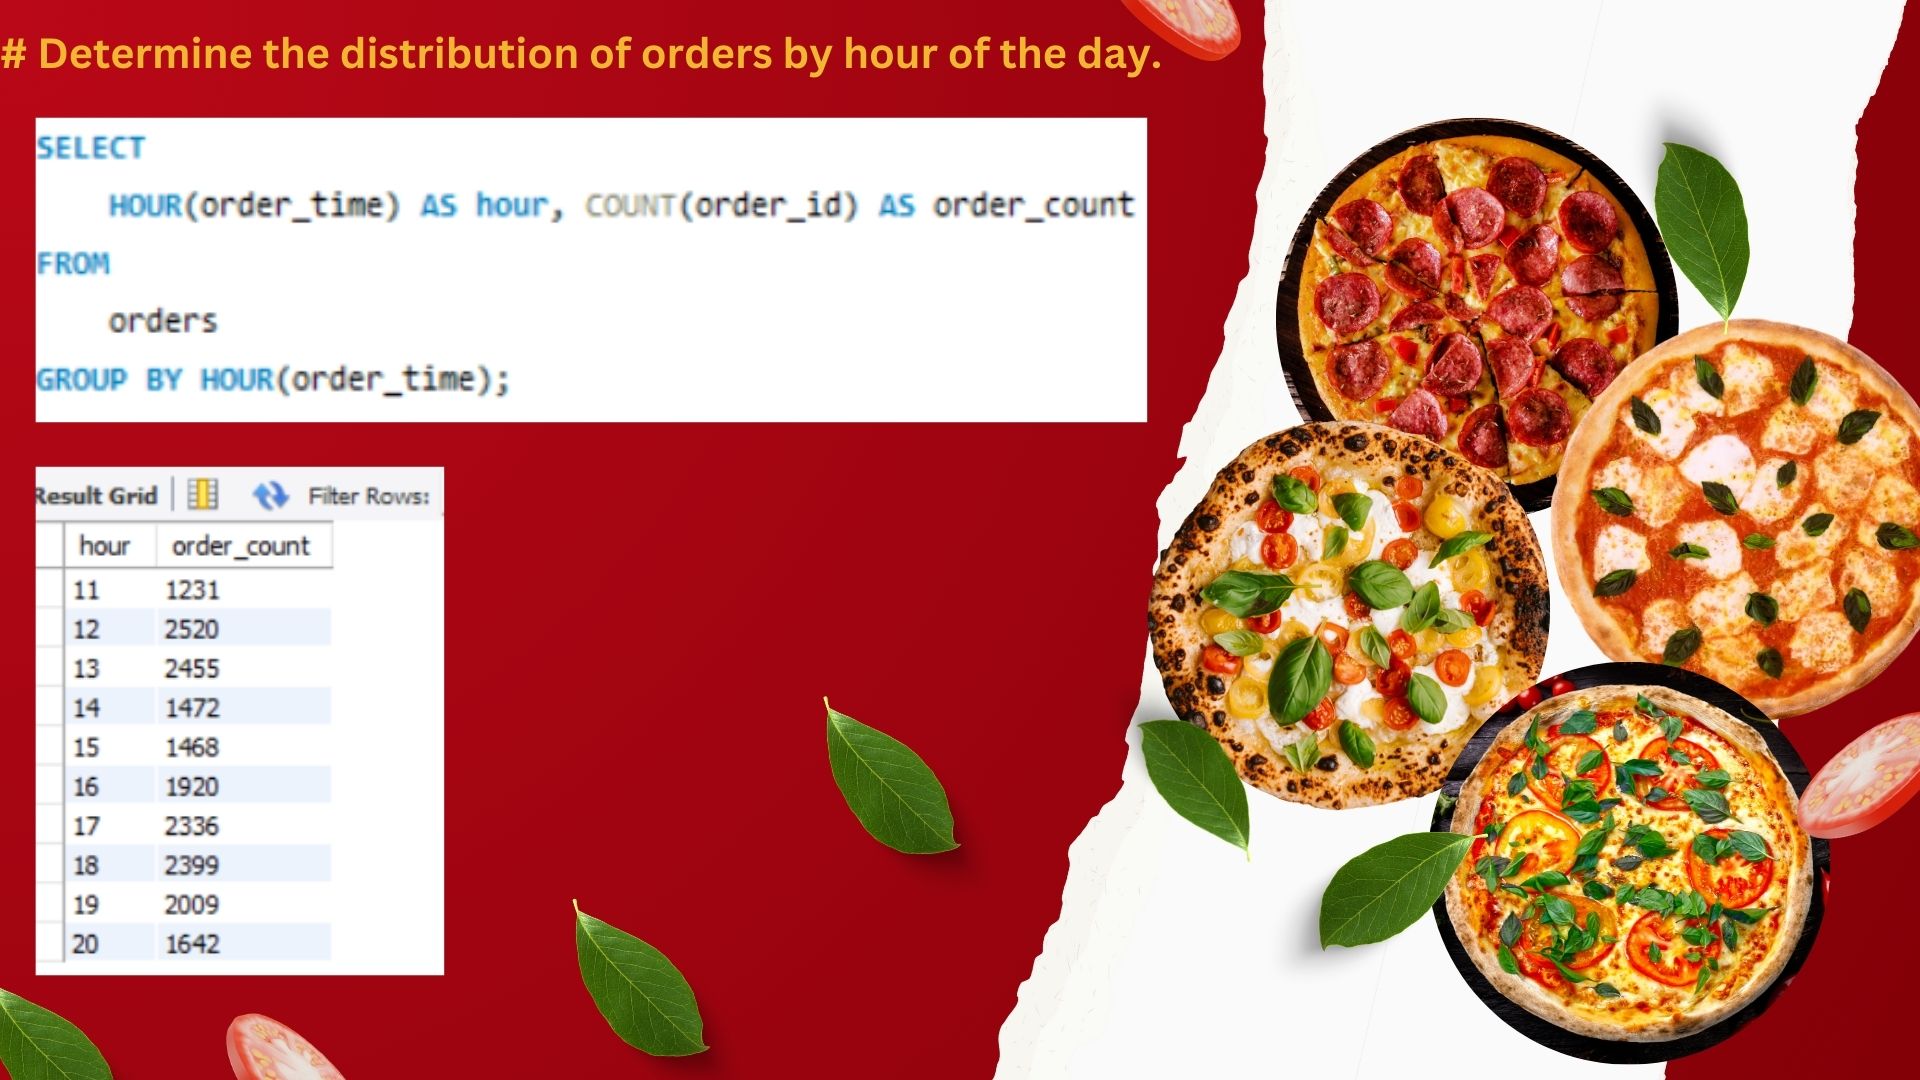 # Determine the distribution of orders by hour of the day.
SELECT
HOUR(order_time) AS hour, COUNT(order_id) AS order_count
FROM
orders
GROUP BY HOUR(order_time);
Result Grid Filter Rows:
hour order_count
11 1231
12 2520
13 2455
14 1472
15 1468
16 1920
17 2336
18 2399
19 2009
20 1642